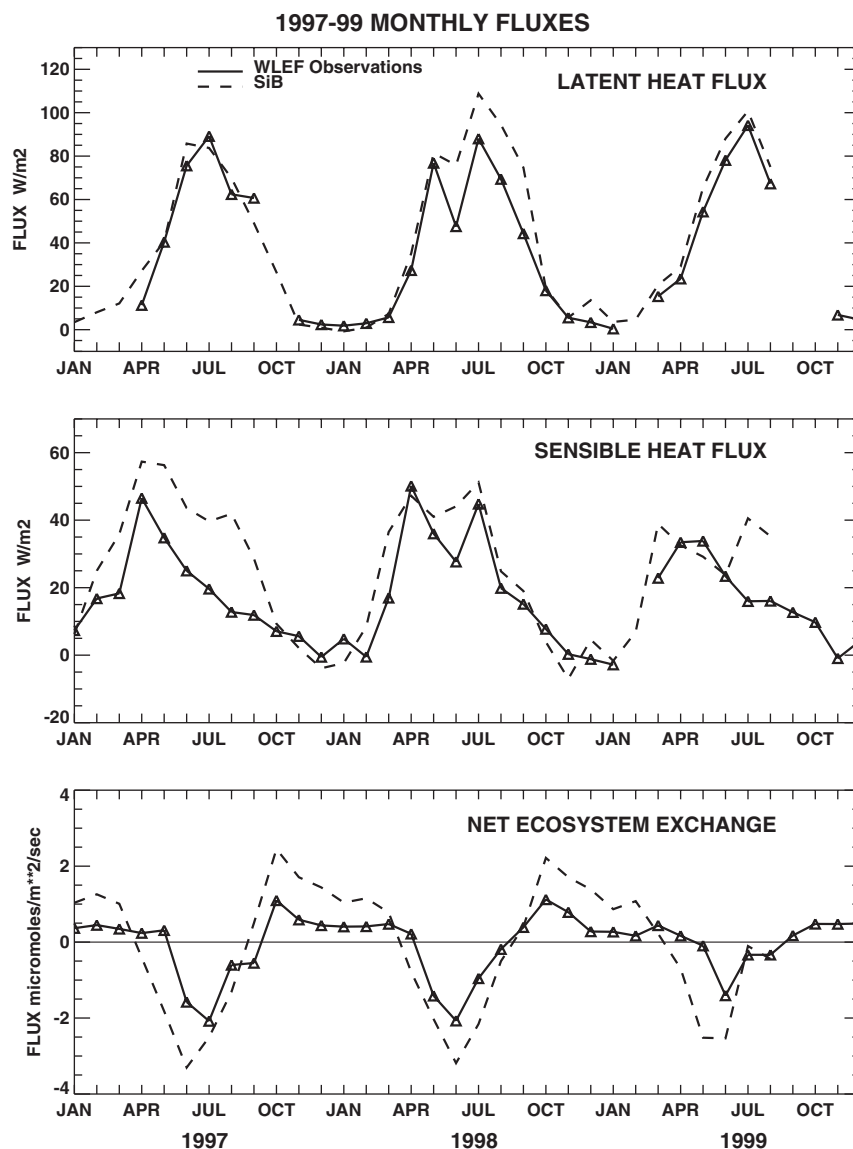 1997-99 MONTHLY FLUXES
WLEF Observations
SiB
LATENT HEAT FLUX
FLUX W/m2
120
100
80
60
40
20
0
JAN APR JUL OCT JAN APR JUL OCT JAN APR JUL OCT
SENSIBLE HEAT FLUX
FLUX W/m2
60
40
20
0
-20
JAN APR JUL OCT JAN APR JUL OCT JAN APR JUL OCT
NET ECOSYSTEM EXCHANGE
FLUX micromoles/m**2/sec
4
2
0
-2
-4
JAN APR JUL OCT JAN APR JUL OCT JAN APR JUL OCT
1997 1998 1999